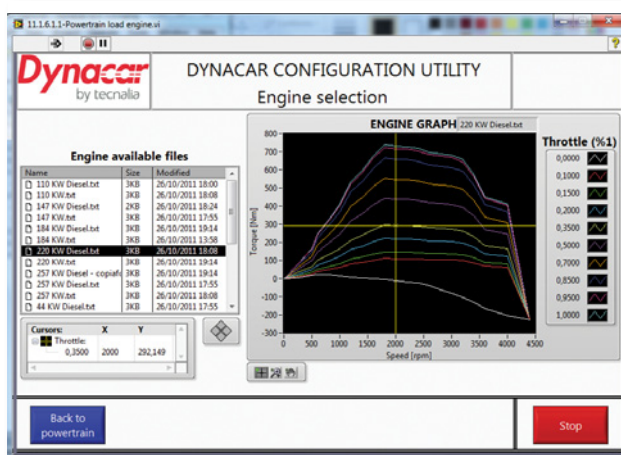 11.1.6.1.1-Powertrain load engine.vi
Dynacar
by tecnalia
DYNACAR CONFIGURATION UTILITY
Engine selection
Engine available files
Name Size Modified
110 KW Diesel.txt 3KB 26/10/2011 18:00
110 KW.txt 3KB 26/10/2011 18:08
147 KW Diesel.txt 2KB 26/10/2011 18:24
147 KW.txt 3KB 26/10/2011 17:55
184 KW Diesel.txt 3KB 26/10/2011 19:14
184 KW.txt 3KB 26/10/2011 13:58
220 KW Diesel.txt 3KB 26/10/2011 18:08
220 KW.txt 3KB 26/10/2011 19:14
257 KW Diesel - copiafc 3KB 26/10/2011 19:14
257 KW Diesel.txt 3KB 26/10/2011 17:55
257 KW.txt 3KB 26/10/2011 18:08
44 KW Diesel.txt 3KB 26/10/2011 17:55
Cursors: X Y
Throttle:
0,3500 2000 292,149
ENGINE GRAPH 220 KW Diesel.txt
Torque [Nm]
800
700
600
500
400
300
200
100
0
-100
-200
-300
0 500 1000 1500 2000 2500 3000 3500 4000 4500
Speed [rpm]
Throttle (%1)
0,0000
0,1000
0,1500
0,2000
0,3500
0,5000
0,7000
0,8500
0,9500
1,0000
Back to
powertrain
Stop